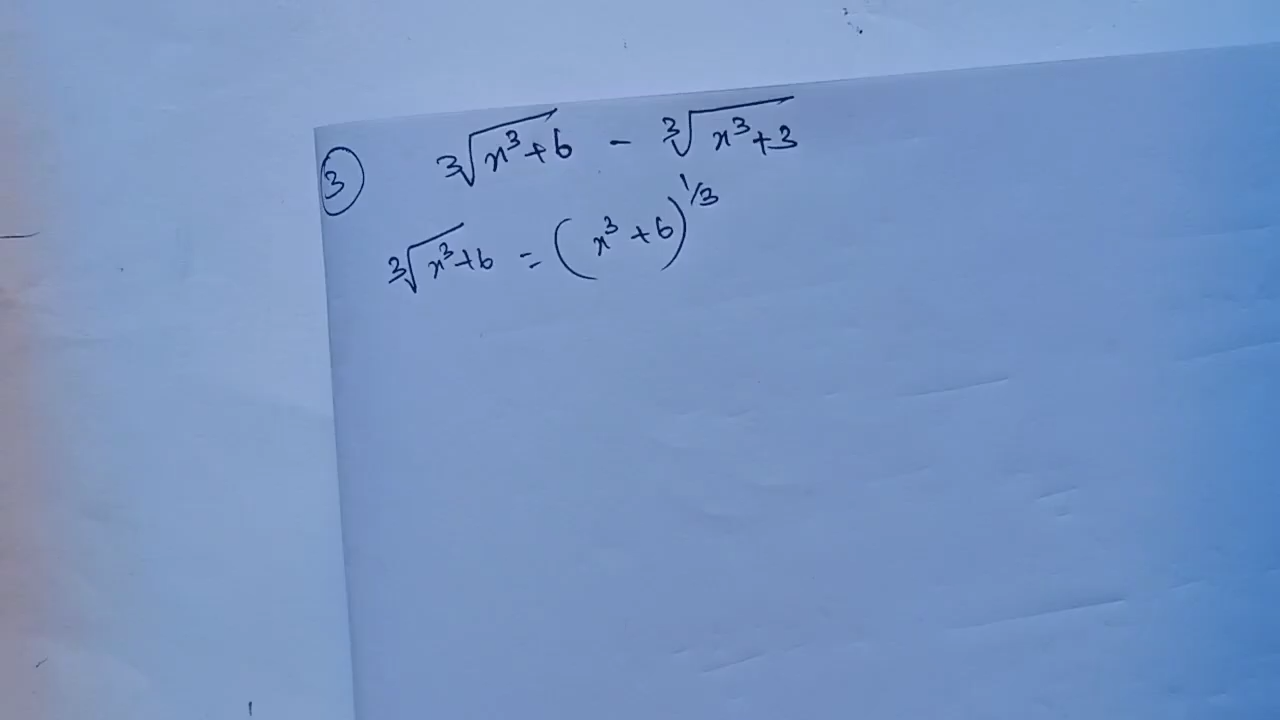 ③ ∛(x³+6) - ∛(x³+3)
∛(x³+6) = (x³+6)^1/3